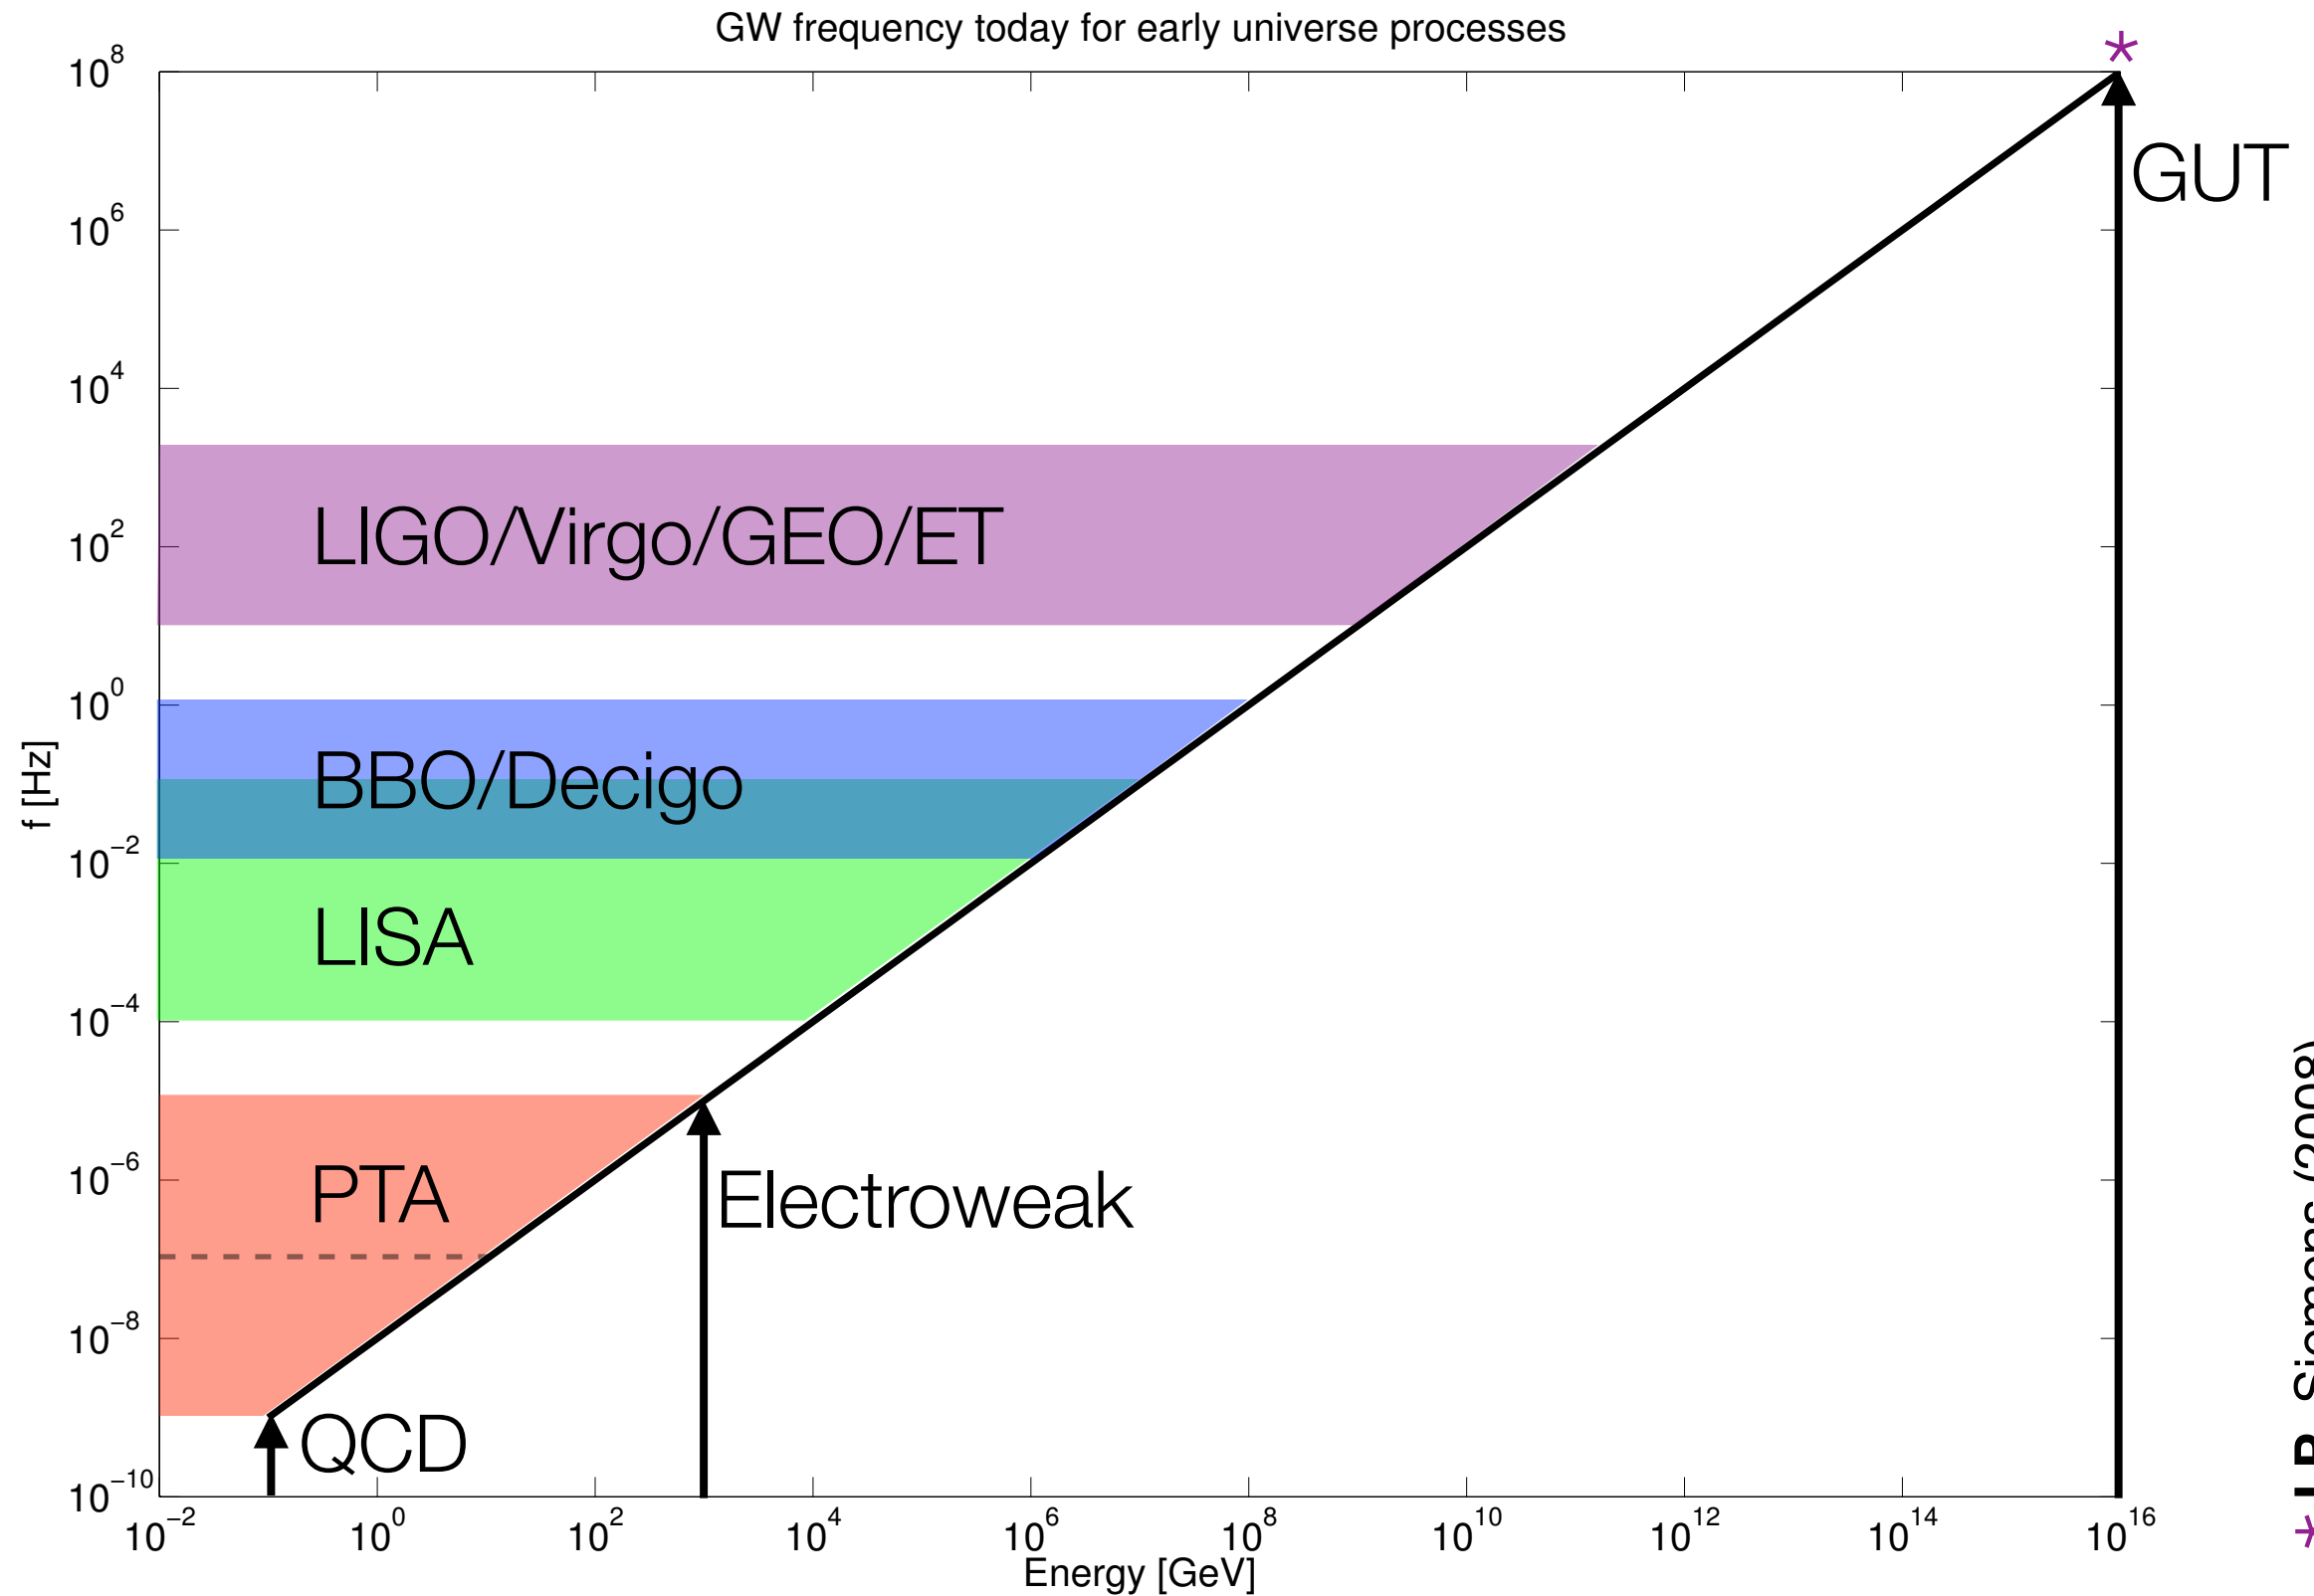 GW frequency today for early universe processes
*
10^8
GUT
10^6
10^4
LIGO/Virgo/GEO/ET
10^2
10^0
BBO/Decigo
f [Hz]
10^−2
LISA
10^−4
PTA
10^−6
Electroweak
10^−8
QCD
10^−10
10^−2 10^0 10^2 10^4 10^6 10^8 10^10 10^12 10^14 10^16
Energy [GeV]
(2008)